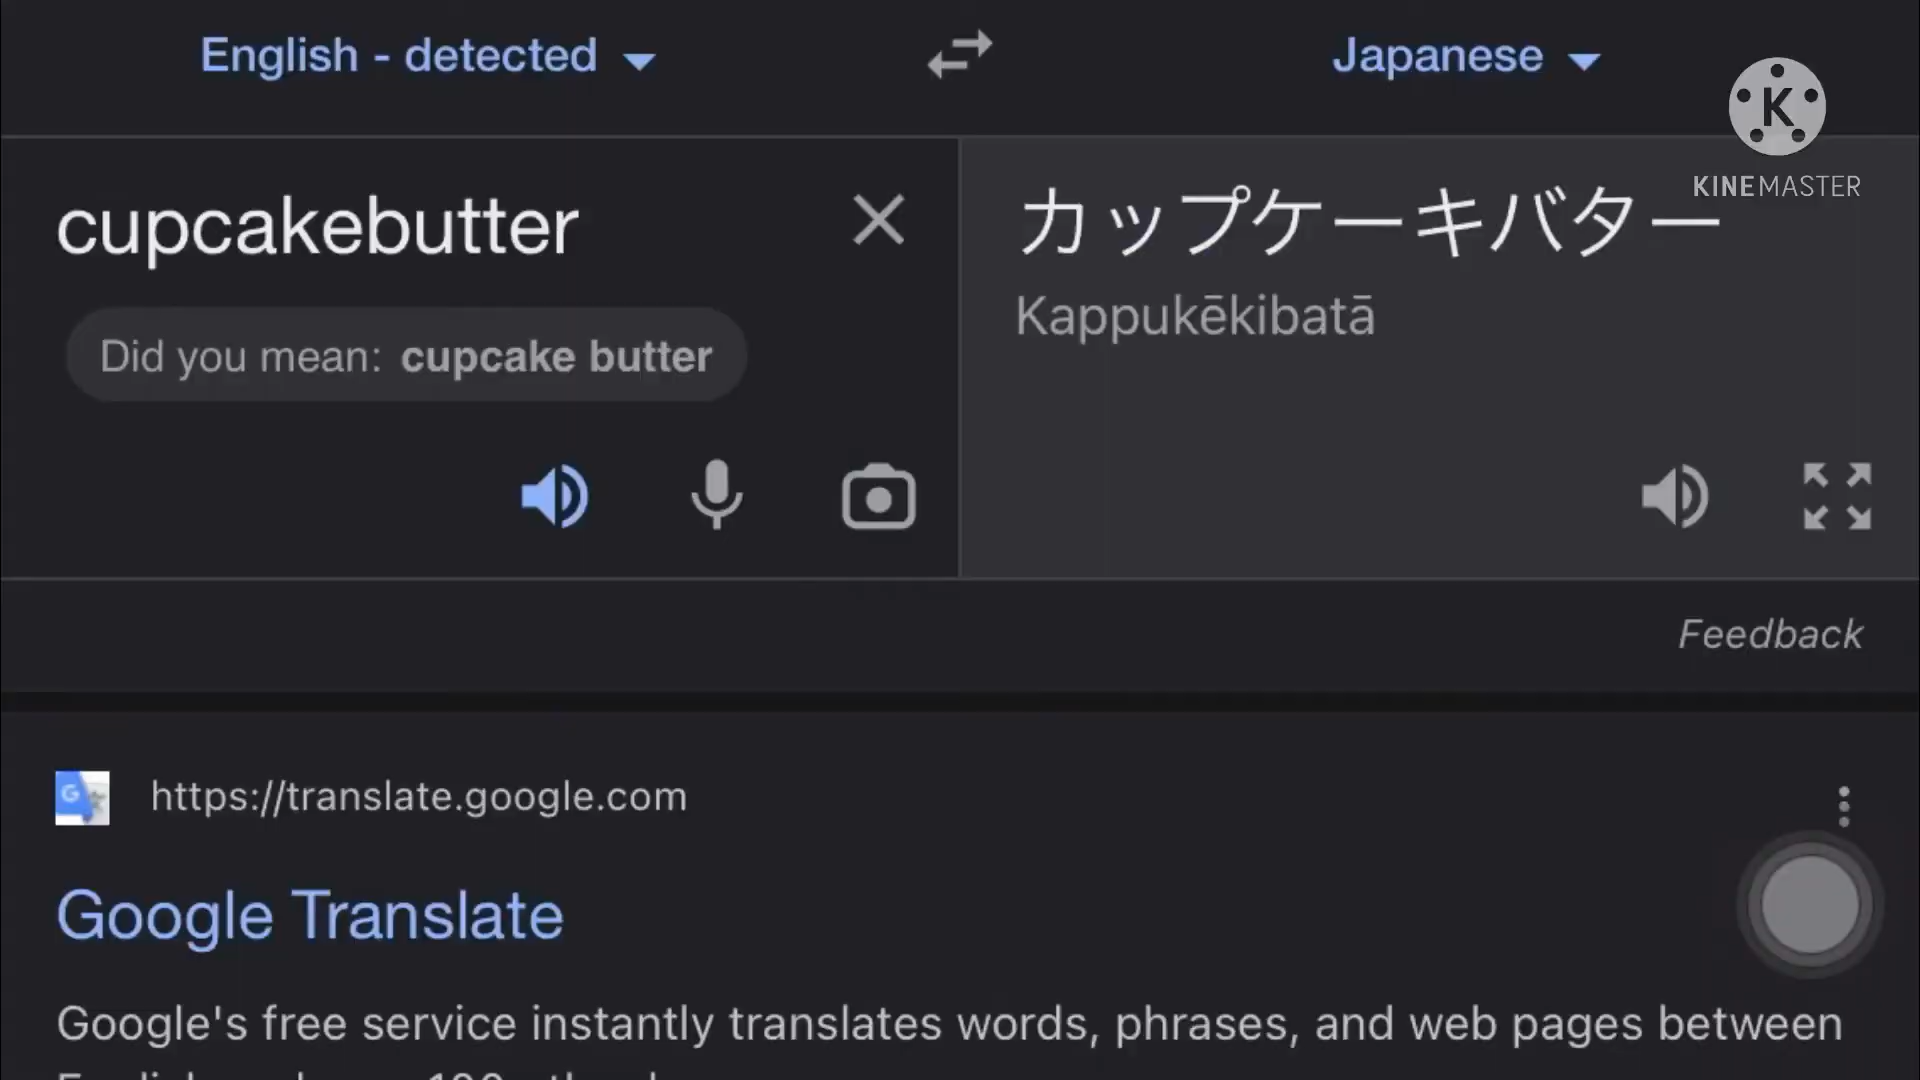 English - detected
Japanese
K
KINEMASTER
cupcakebutter
カップケーキバター
Kappukēkibatā
Did you mean: cupcake butter
Feedback
https://translate.google.com
Google Translate
Google's free service instantly translates words, phrases, and web pages between